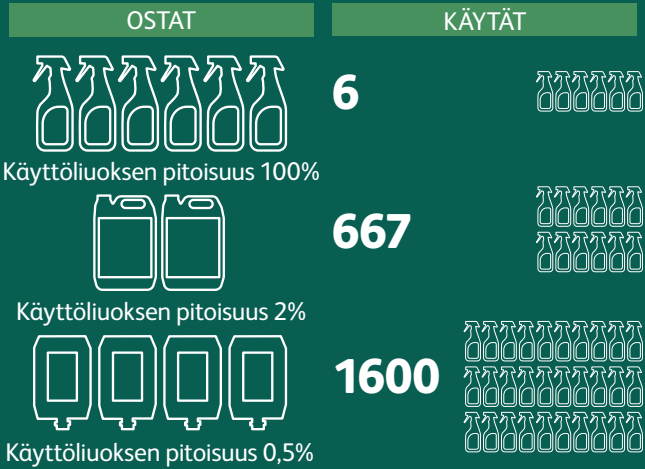 OSTAT
KÄYTÄT
6
Käyttöliuoksen pitoisuus 100%
667
Käyttöliuoksen pitoisuus 2%
1600
Käyttöliuoksen pitoisuus 0,5%